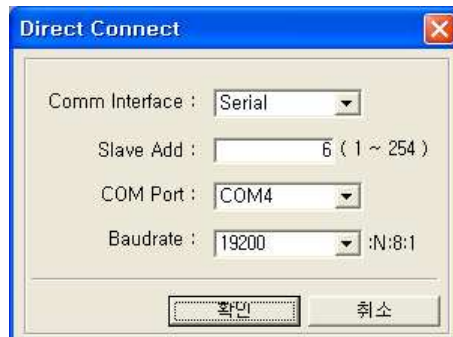 Direct Connect
Comm Interface : Serial
Slave Add : 6 ( 1 ~ 254 )
COM Port : COM4
Baudrate : 19200 :N:8:1
확인 취소